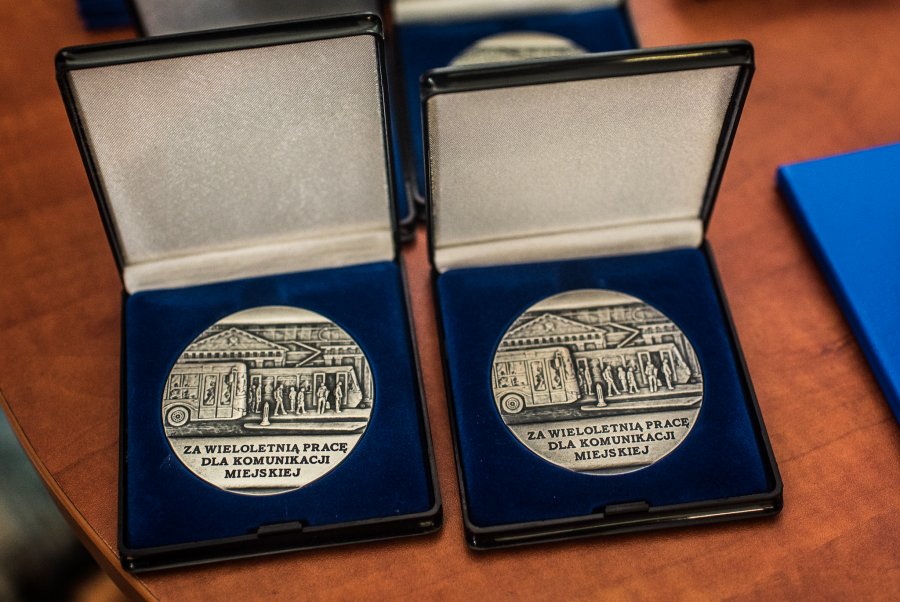 ZA WIELOLETNIĄ PRACĘ
DLA KOMUNIKACJI
MIEJSKIEJ
ZA WIELOLETNIĄ PRACĘ
DLA KOMUNIKACJI
MIEJSKIEJ